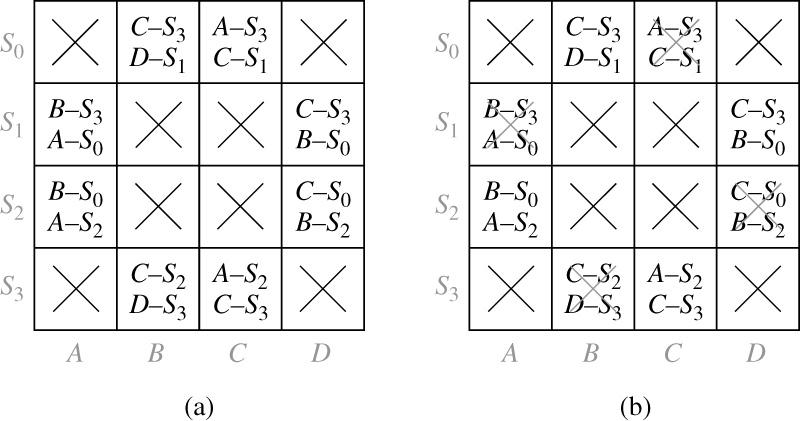 S0 C–S3 A–S3
D–S1 C–S1
S1 B–S3 C–S3
A–S0 B–S0
S2 B–S0 C–S0
A–S2 B–S2
S3 C–S2 A–S2
D–S3 C–S3
A B C D
(a)
S0 C–S3 A–S3
D–S1 C–S1
S1 B–S3 C–S3
A–S0 B–S0
S2 B–S0 C–S0
A–S2 B–S2
S3 C–S2 A–S2
D–S3 C–S3
A B C D
(b)